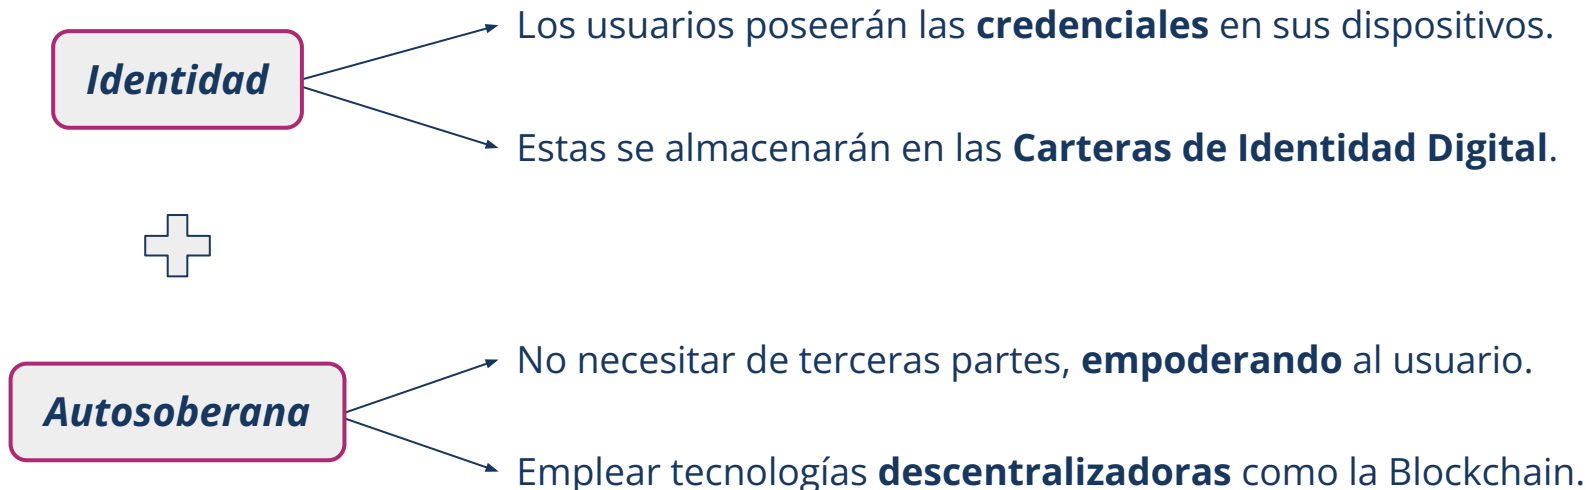 Los usuarios poseerán las credenciales en sus dispositivos.
Identidad
Estas se almacenarán en las Carteras de Identidad Digital.
No necesitar de terceras partes, empoderando al usuario.
Autosoberana
Emplear tecnologías descentralizadoras como la Blockchain.